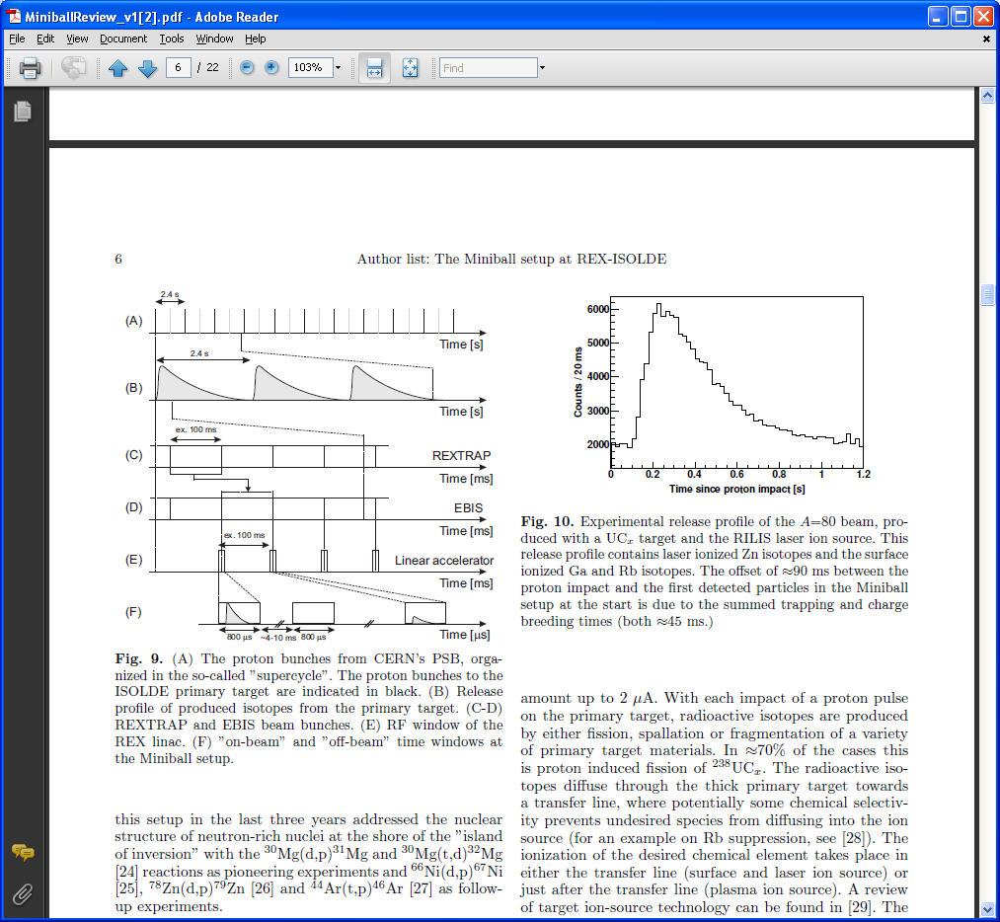 MiniballReview_v1[2].pdf - Adobe Reader
File Edit View Document Tools Window Help
6 / 22 103% Find
6 Author list: The Miniball setup at REX-ISOLDE
2.4 s
(A)
Time [s]
2.4 s
(B)
Time [s]
ex. 100 ms
(C) REXTRAP
Time [ms]
(D) EBIS
Time [ms]
ex. 100 ms
(E) Linear accelerator
Time [ms]
(F)
800 µs ~4-10 ms 800 µs Time [µs]
Fig. 9. (A) The proton bunches from CERN's PSB, orga-
nized in the so-called "supercycle". The proton bunches to the
ISOLDE primary target are indicated in black. (B) Release
profile of produced isotopes from the primary target. (C-D)
REXTRAP and EBIS beam bunches. (E) RF window of the
REX linac. (F) "on-beam" and "off-beam" time windows at
the Miniball setup.
this setup in the last three years addressed the nuclear
structure of neutron-rich nuclei at the shore of the "island
of inversion" with the ³⁰Mg(d,p)³¹Mg and ³⁰Mg(t,d)³²Mg
[24] reactions as pioneering experiments and ⁶⁶Ni(d,p)⁶⁷Ni
[25], ⁷⁸Zn(d,p)⁷⁹Zn [26] and ⁴⁴Ar(t,p)⁴⁶Ar [27] as follow-
up experiments.
Counts / 20 ms
6000
5000
4000
3000
2000
0 0.2 0.4 0.6 0.8 1 1.2
Time since proton impact [s]
Fig. 10. Experimental release profile of the A=80 beam, pro-
duced with a UCₓ target and the RILIS laser ion source. This
release profile contains laser ionized Zn isotopes and the surface
ionized Ga and Rb isotopes. The offset of ≈90 ms between the
proton impact and the first detected particles in the Miniball
setup at the start is due to the summed trapping and charge
breeding times (both ≈45 ms.)
amount up to 2 µA. With each impact of a proton pulse
on the primary target, radioactive isotopes are produced
by either fission, spallation or fragmentation of a variety
of primary target materials. In ≈70% of the cases this
is proton induced fission of ²³⁸UCₓ. The radioactive iso-
topes diffuse through the thick primary target towards
a transfer line, where potentially some chemical selectiv-
ity prevents undesired species from diffusing into the ion
source (for an example on Rb suppression, see [28]). The
ionization of the desired chemical element takes place in
either the transfer line (surface and laser ion source) or
just after the transfer line (plasma ion source). A review
of target ion-source technology can be found in [29]. The